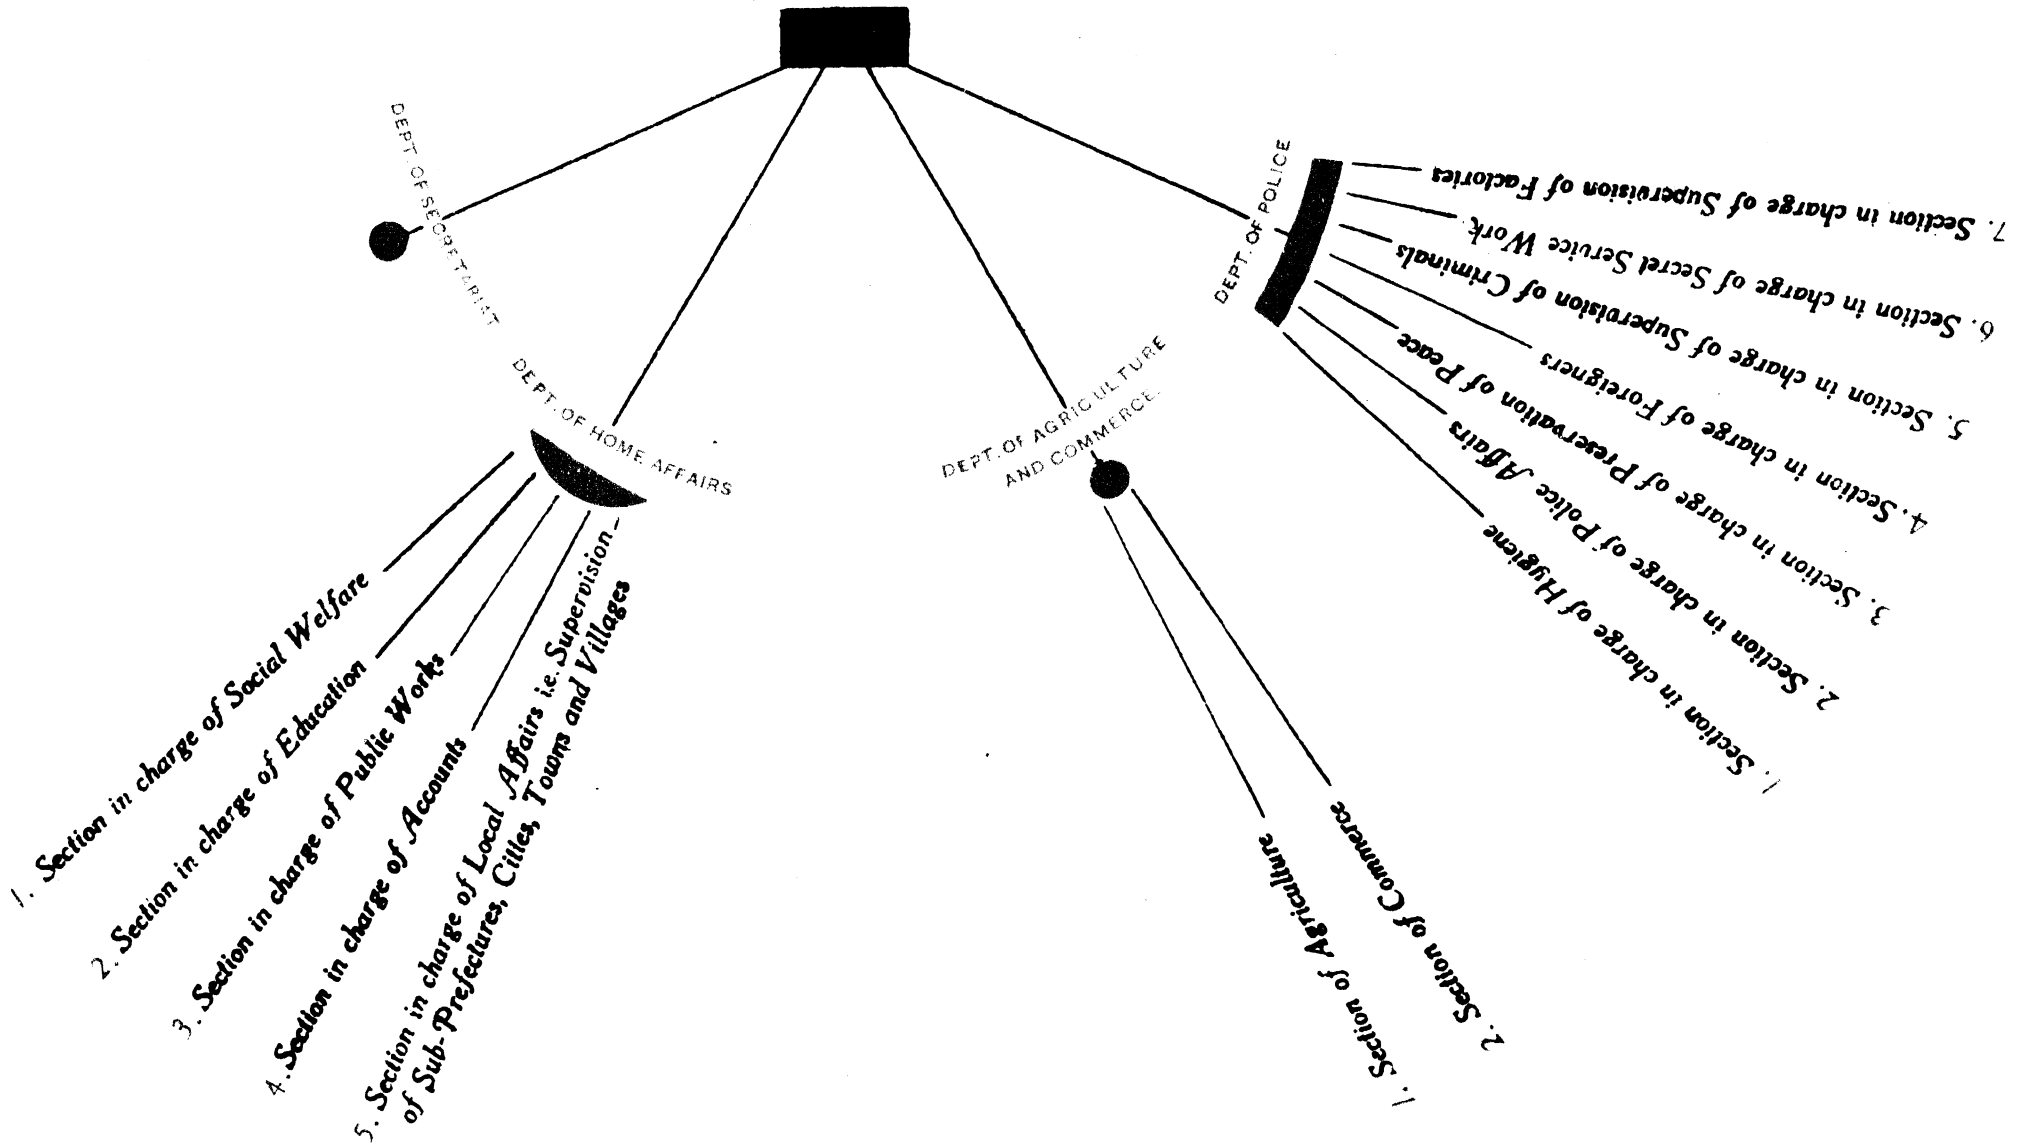 DEPT. OF SECRETARIAT
DEPT. OF HOME AFFAIRS
1. Section in charge of Social Welfare
2. Section in charge of Education
3. Section in charge of Public Works
4. Section in charge of Accounts
5. Section in charge of Local Affairs i.e. Supervision
of Sub-Prefectures, Cities, Towns and Villages
DEPT. OF AGRICULTURE
AND COMMERCE.
1. Section of Agriculture
2. Section of Commerce
DEPT. OF POLICE
1. Section in charge of Hygiene
2. Section in charge of Police Affairs
3. Section in charge of Preservation of Peace
4. Section in charge of Foreigners
5. Section in charge of Supervision of Criminals
6. Section in charge of Secret Service Work
7. Section in charge of Supervision of Factories